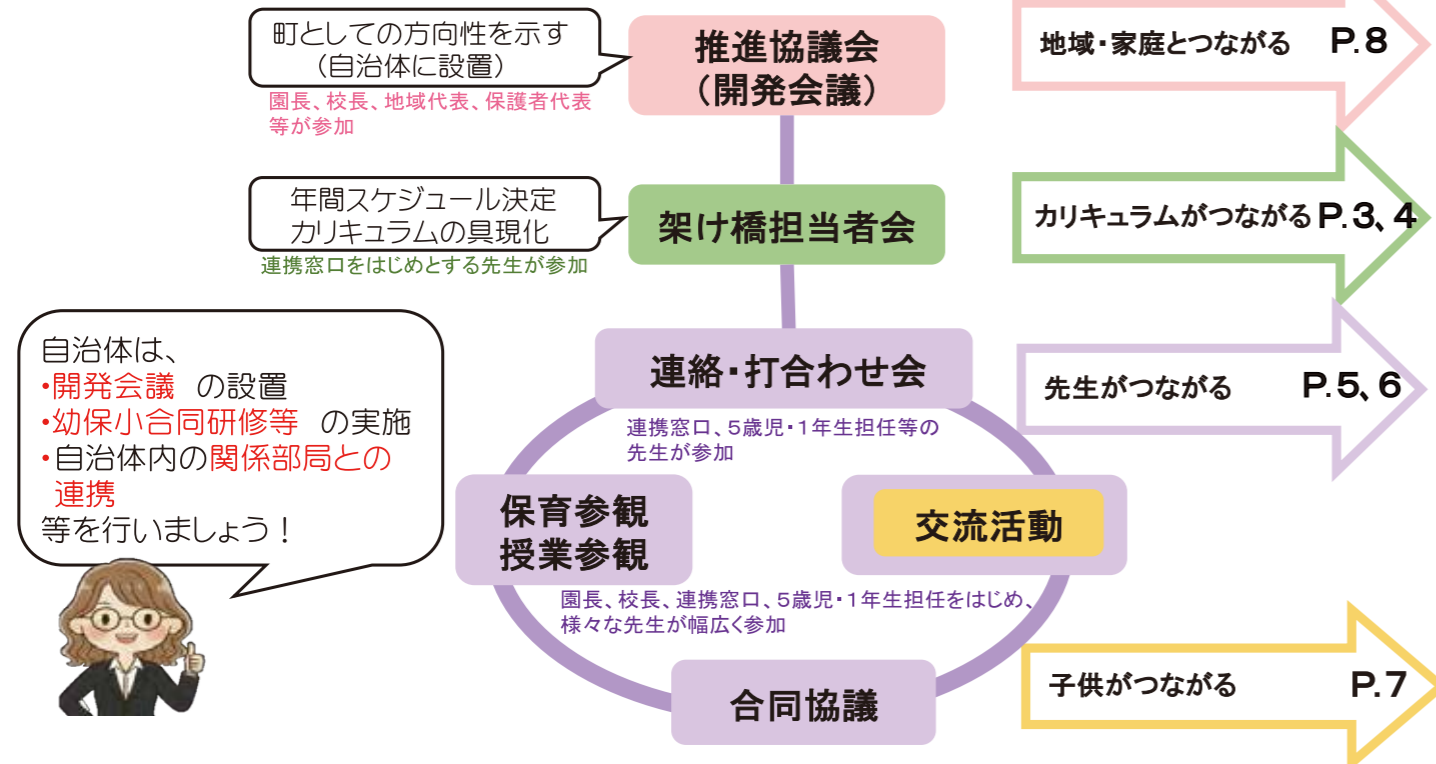 町としての方向性を示す
（自治体に設置）
園長、校長、地域代表、保護者代表
等が参加
推進協議会
（開発会議）
地域・家庭とつながる P.8
年間スケジュール決定
カリキュラムの具現化
連携窓口をはじめとする先生が参加
架け橋担当者会
カリキュラムがつながる P.3、4
自治体は、
・開発会議 の設置
・幼保小合同研修等 の実施
・自治体内の関係部局との
連携
等を行いましょう！
連絡・打合わせ会
連携窓口、5歳児・1年生担任等の
先生が参加
先生がつながる P.5、6
保育参観
授業参観
交流活動
園長、校長、連携窓口、5歳児・1年生担任をはじめ、
様々な先生が幅広く参加
合同協議
子供がつながる P.7